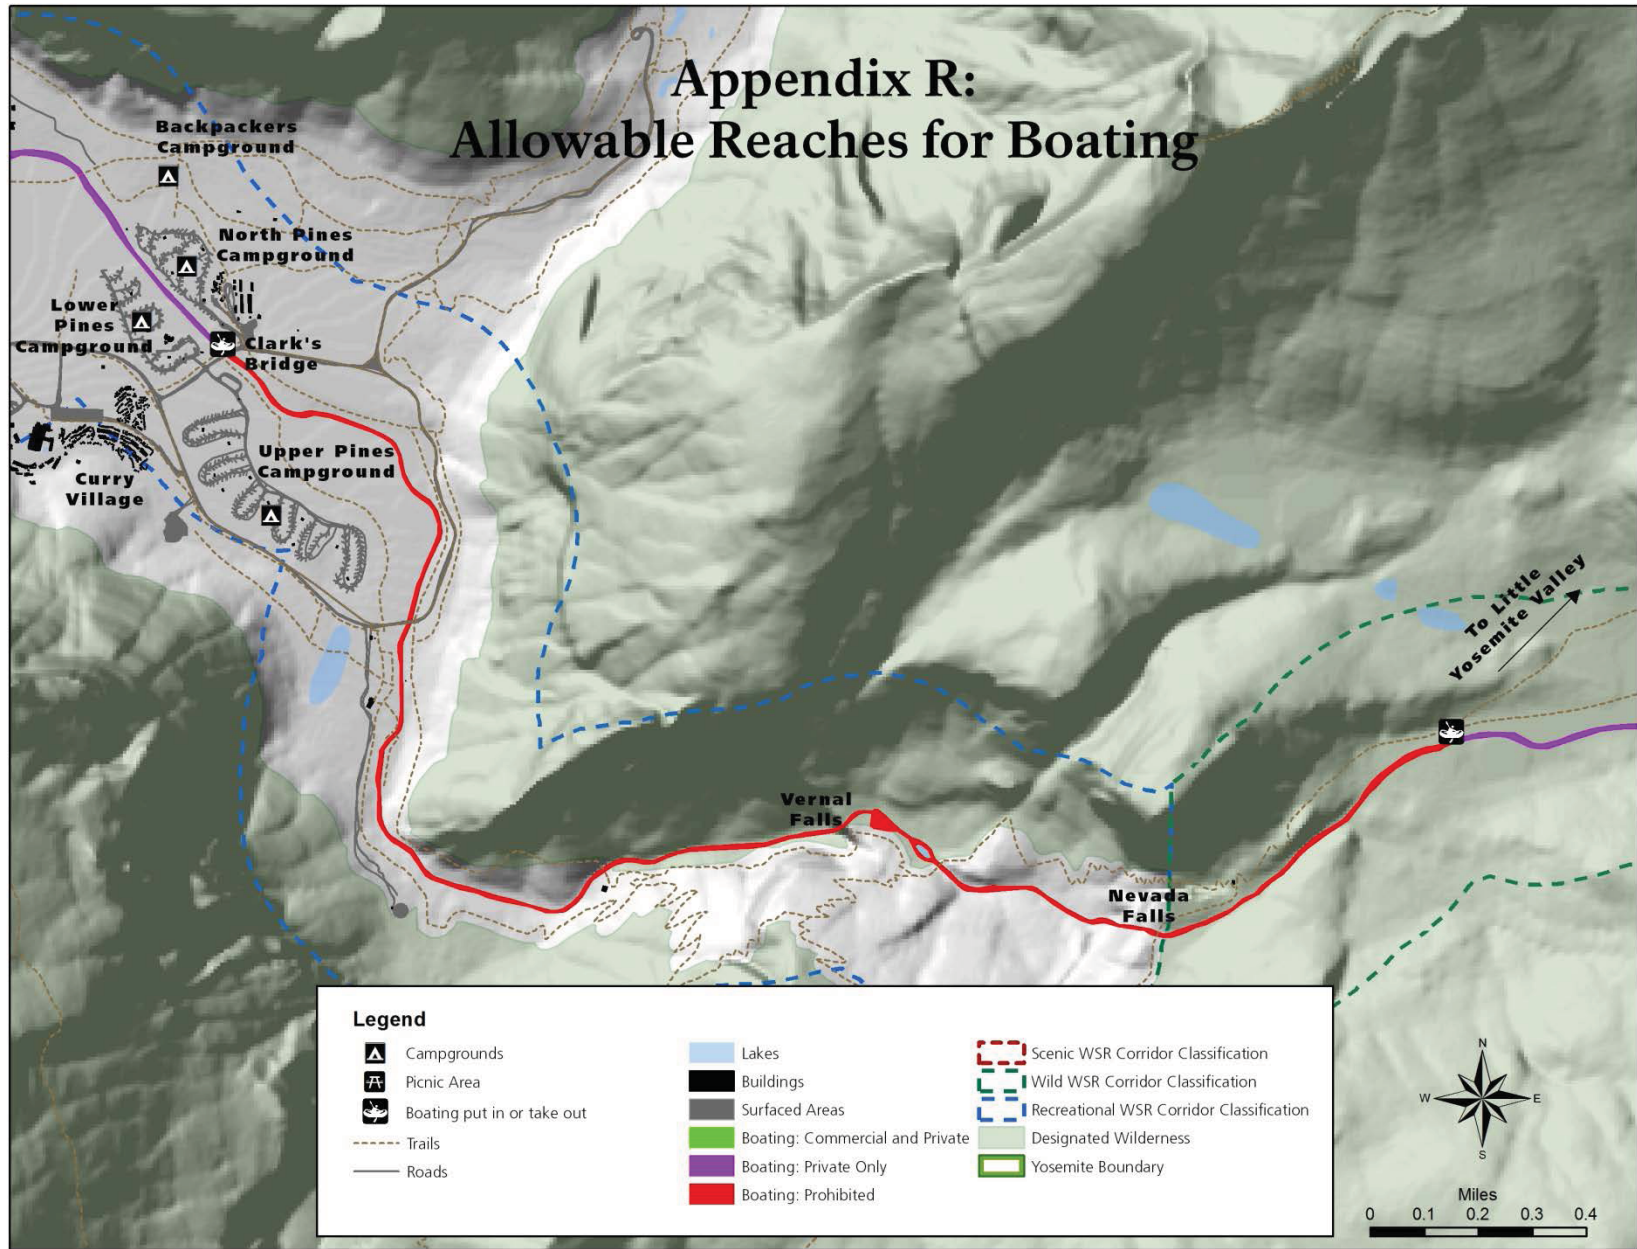 Appendix R:
Allowable Reaches for Boating
Backpackers
Campground
North Pines
Campground
Lower
Pines
Campground
Clark's
Bridge
Upper Pines
Campground
Curry
Village
To Little
Yosemite Valley
Vernal
Falls
Nevada
Falls
Legend
Campgrounds
Picnic Area
Boating put in or take out
Trails
Roads
Lakes
Buildings
Surfaced Areas
Boating: Commercial and Private
Boating: Private Only
Boating: Prohibited
Scenic WSR Corridor Classification
Wild WSR Corridor Classification
Recreational WSR Corridor Classification
Designated Wilderness
Yosemite Boundary
N
W E
S
Miles
0 0.1 0.2 0.3 0.4